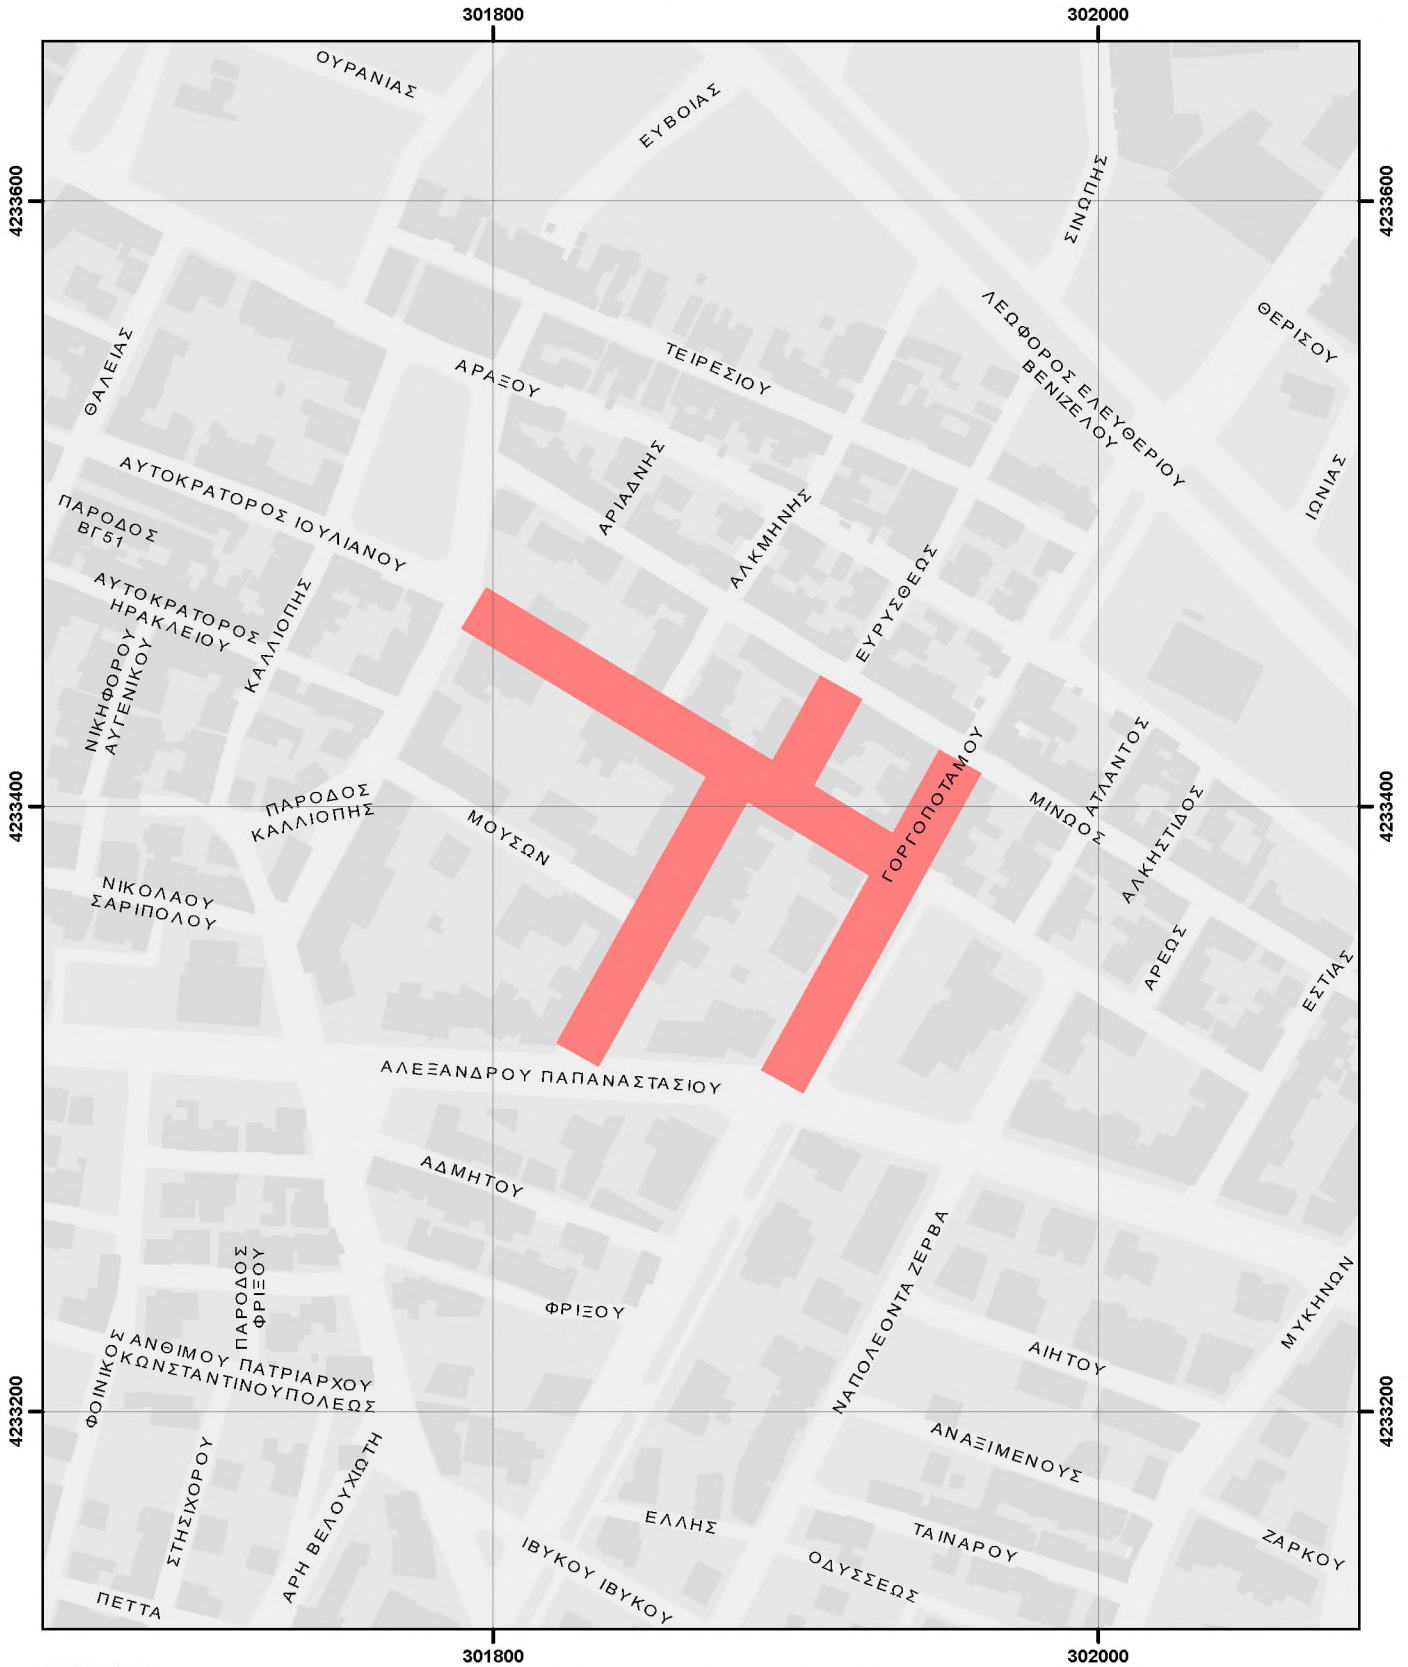 301800
302000
ΟΥΡΑΝΙΑΣ
ΕΥΒΟΙΑΣ
4233600
4233600
ΣΙΝΩΠΗΣ
ΛΕΩΦΟΡΟΣ ΕΛΕΥΘΕΡΙΟΥ
ΒΕΝΙΖΕΛΟΥ
ΘΕΡΙΣΟΥ
ΘΑΛΕΙΑΣ
ΑΡΑΞΟΥ
ΤΕΙΡΕΣΙΟΥ
ΙΩΝΙΑΣ
ΑΥΤΟΚΡΑΤΟΡΟΣ ΙΟΥΛΙΑΝΟΥ
ΑΡΙΑΔΝΗΣ
ΑΛΚΜΗΝΗΣ
ΠΑΡΟΔΟΣ
ΒΓ51
ΕΥΡΥΣΘΕΩΣ
ΑΥΤΟΚΡΑΤΟΡΟΣ
ΗΡΑΚΛΕΙΟΥ
ΚΑΛΛΙΟΠΗΣ
ΝΙΚΗΦΟΡΟΥ
ΑΥΓΕΝΙΚΟΥ
ΓΟΡΓΟΠΟΤΑΜΟΥ
ΑΤΛΑΝΤΟΣ
ΠΑΡΟΔΟΣ
ΚΑΛΛΙΟΠΗΣ
4233400
4233400
ΜΟΥΣΩΝ
ΜΙΝΩΟΣ
ΑΛΚΗΣΤΙΔΟΣ
ΝΙΚΟΛΑΟΥ
ΣΑΡΙΠΟΛΟΥ
ΑΡΕΩΣ
ΕΣΤΙΑΣ
ΑΛΕΞΑΝΔΡΟΥ ΠΑΠΑΝΑΣΤΑΣΙΟΥ
ΑΔΜΗΤΟΥ
ΠΑΡΟΔΟΣ
ΦΡΙΞΟΥ
ΦΡΙΞΟΥ
ΝΑΠΟΛΕΟΝΤΑ ΖΕΡΒΑ
ΜΥΚΗΝΩΝ
ΑΙΗΤΟΥ
ΑΝΘΙΜΟΥ ΠΑΤΡΙΑΡΧΟΥ
ΚΩΝΣΤΑΝΤΙΝΟΥΠΟΛΕΩΣ
ΦΟΙΝΙΚΟΣ
4233200
4233200
ΑΝΑΞΙΜΕΝΟΥΣ
ΣΤΗΣΙΧΟΡΟΥ
ΑΡΗ ΒΕΛΟΥΧΙΩΤΗ
ΕΛΛΗΣ
ΤΑΙΝΑΡΟΥ
ΖΑΡΚΟΥ
ΙΒΥΚΟΥ ΙΒΥΚΟΥ
ΟΔΥΣΣΕΩΣ
ΠΕΤΤΑ
301800
302000